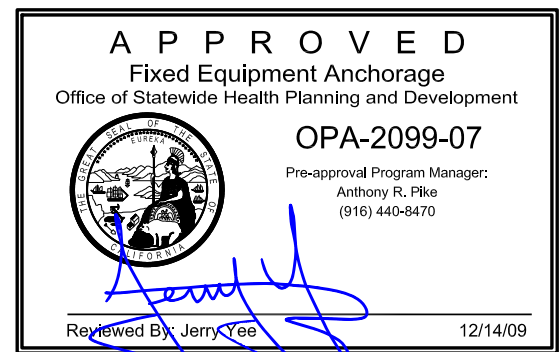 APPROVED
Fixed Equipment Anchorage
Office of Statewide Health Planning and Development
THE GREAT SEAL OF THE STATE OF CALIFORNIA
EUREKA
OPA-2099-07
Pre-approval Program Manager:
Anthony R. Pike
(916) 440-8470
Reviewed By: Jerry Yee
12/14/09